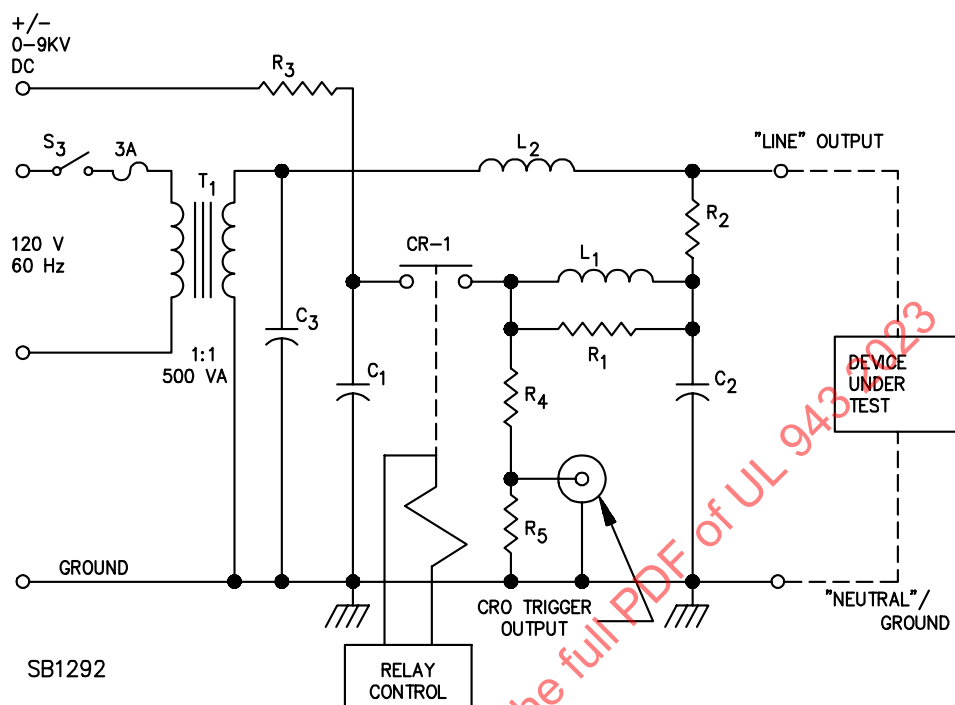 +/-
0-9KV
DC
R3
S3
3A
T1
120 V
60 Hz
1:1
500 VA
C3
L2
"LINE" OUTPUT
R2
CR-1
L1
R1
C1
R4
C2
DEVICE
UNDER
TEST
R5
GROUND
CRO TRIGGER
OUTPUT
"NEUTRAL"/
GROUND
SB1292
RELAY
CONTROL
he full PDF of UL 943 2023